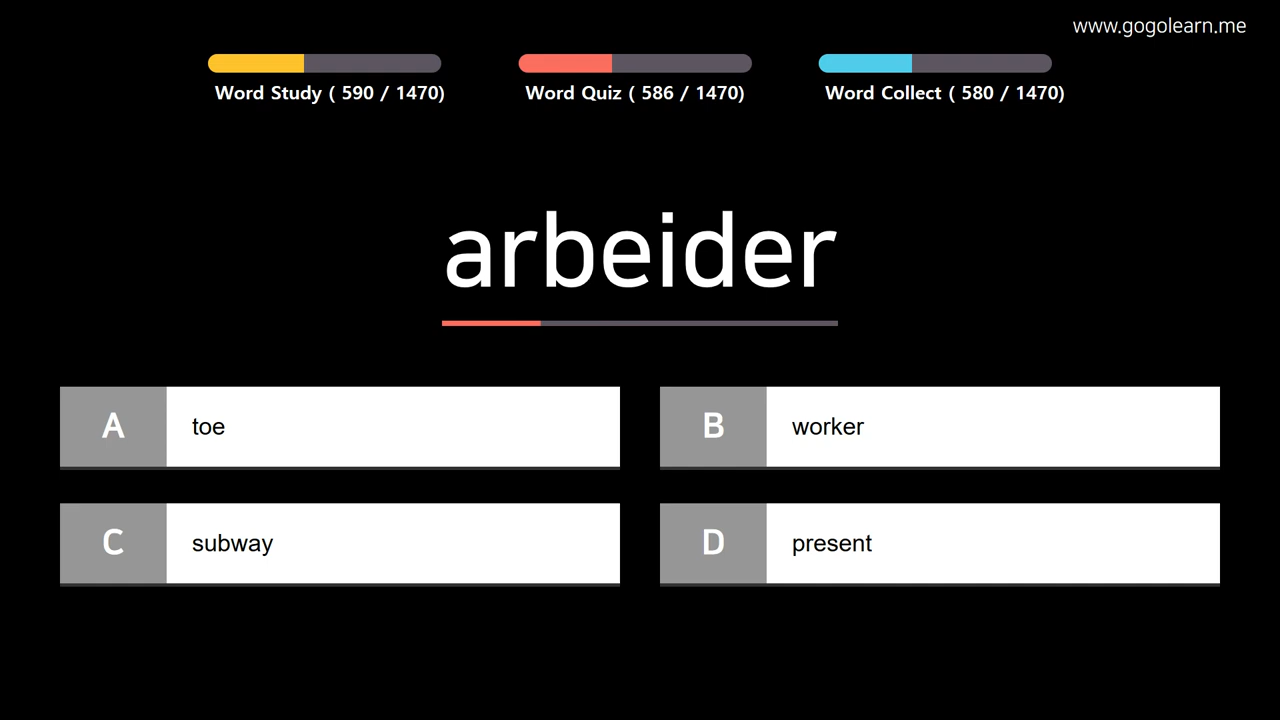 www.gogolearn.me
Word Study ( 590 / 1470)
Word Quiz ( 586 / 1470)
Word Collect ( 580 / 1470)
arbeider
A
toe
B
worker
C
subway
D
present